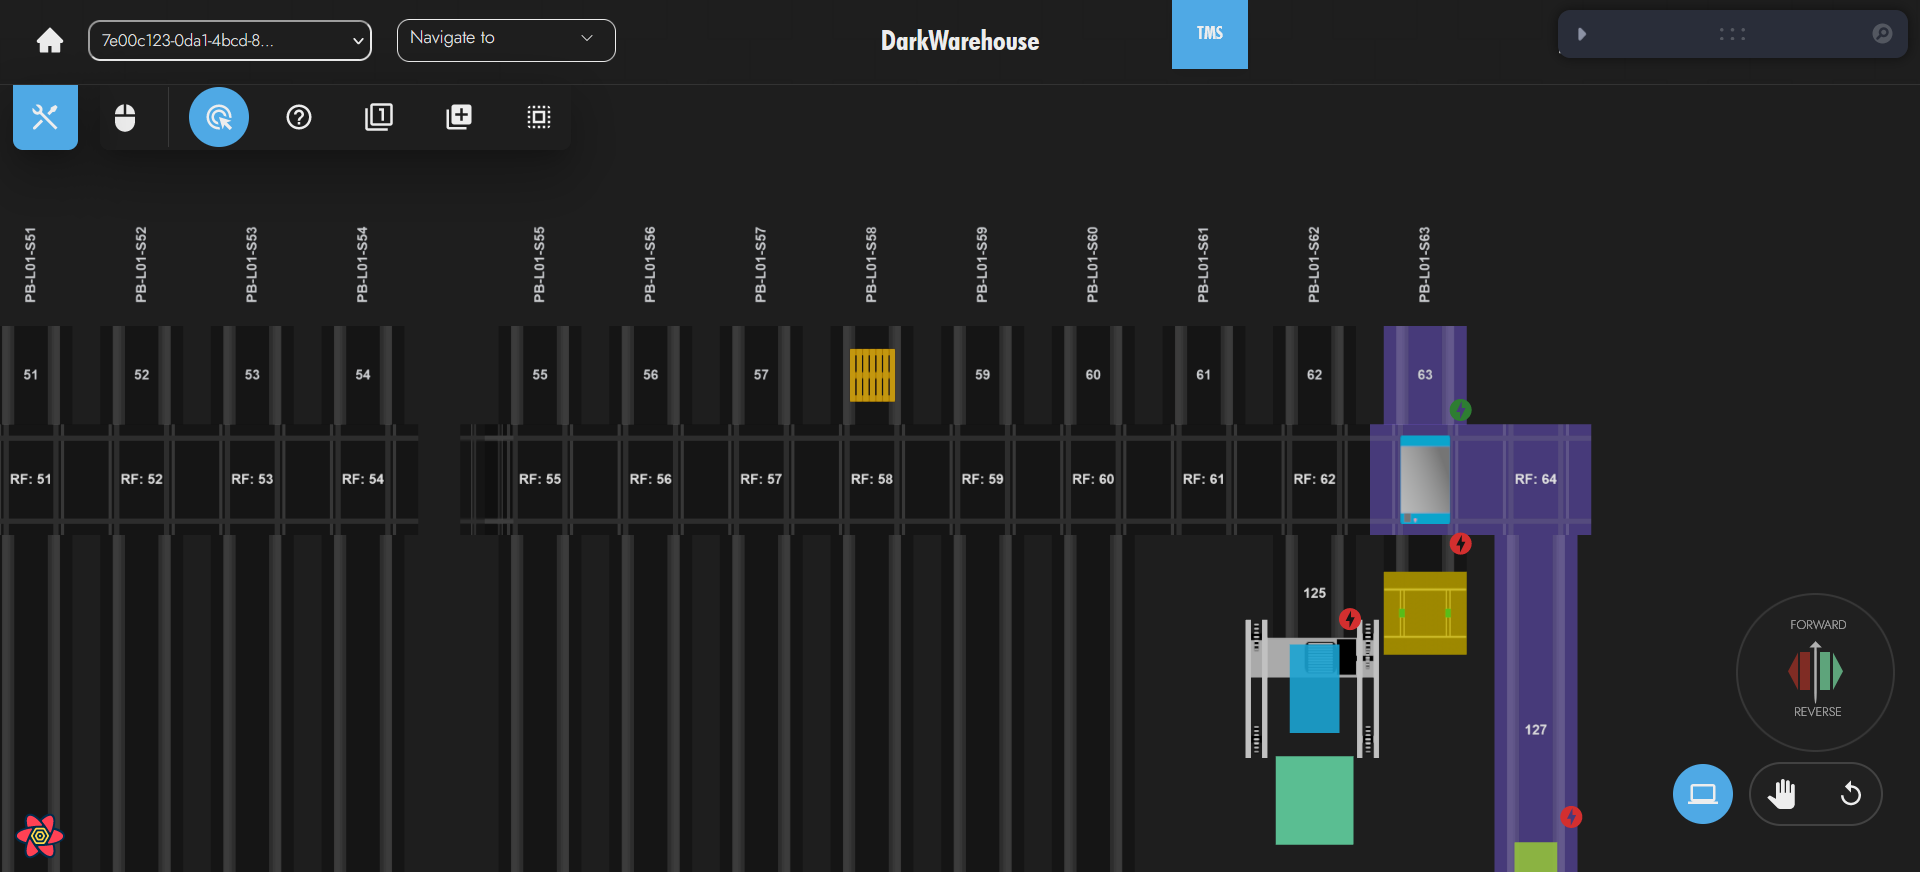 7e00c123-0da1-4bcd-8...
Navigate to
DarkWarehouse
TMS
1
PB-L01-S51
PB-L01-S52
PB-L01-S53
PB-L01-S54
PB-L01-S55
PB-L01-S56
PB-L01-S57
PB-L01-S58
PB-L01-S59
PB-L01-S60
PB-L01-S61
PB-L01-S62
PB-L01-S63
51
52
53
54
55
56
57
59
60
61
62
63
RF: 51
RF: 52
RF: 53
RF: 54
RF: 55
RF: 56
RF: 57
RF: 58
RF: 59
RF: 60
RF: 61
RF: 62
RF: 64
125
FORWARD
REVERSE
127